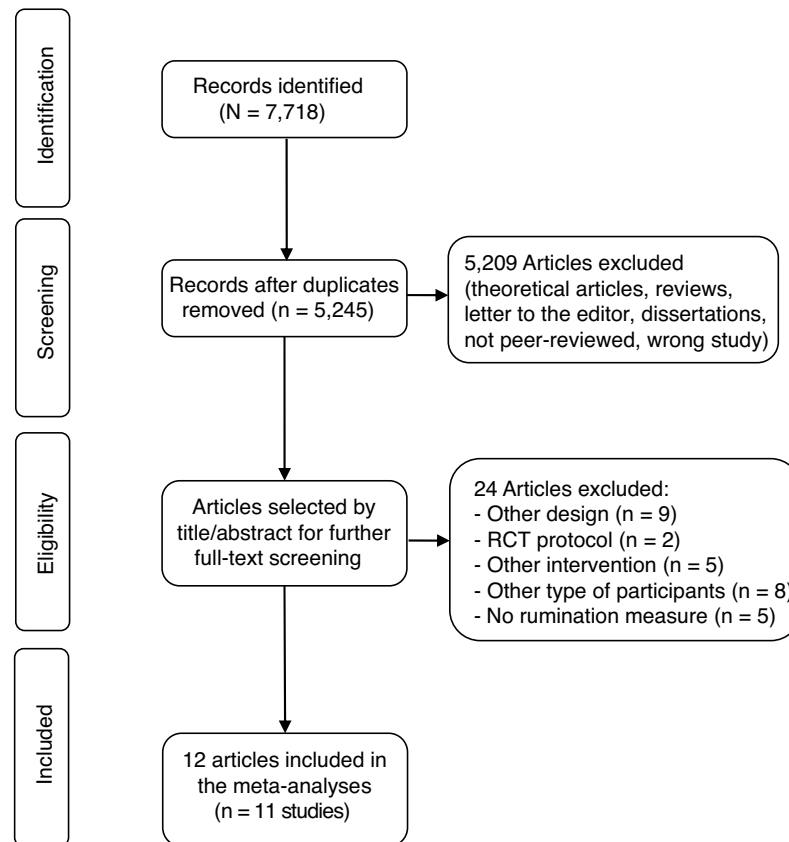 Identification
Records identified
(N = 7,718)
Screening
Records after duplicates
removed (n = 5,245)
5,209 Articles excluded
(theoretical articles, reviews,
letter to the editor, dissertations,
not peer-reviewed, wrong study)
Eligibility
Articles selected by
title/abstract for further
full-text screening
24 Articles excluded:
- Other design (n = 9)
- RCT protocol (n = 2)
- Other intervention (n = 5)
- Other type of participants (n = 8)
- No rumination measure (n = 5)
Included
12 articles included in
the meta-analyses
(n = 11 studies)